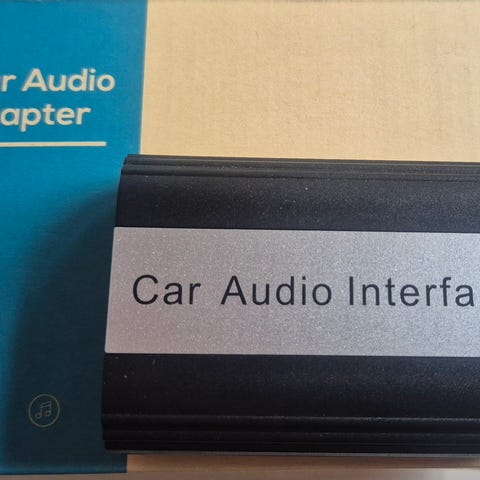 r Audio
apter
Car Audio Interfa